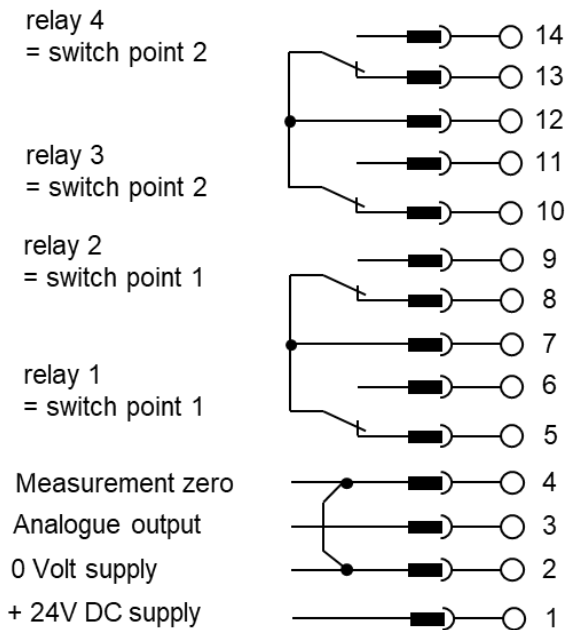 relay 4
= switch point 2
14
13
12
relay 3
= switch point 2
11
10
relay 2
= switch point 1
9
8
7
relay 1
= switch point 1
6
5
Measurement zero
4
Analogue output
3
0 Volt supply
2
+ 24V DC supply
1